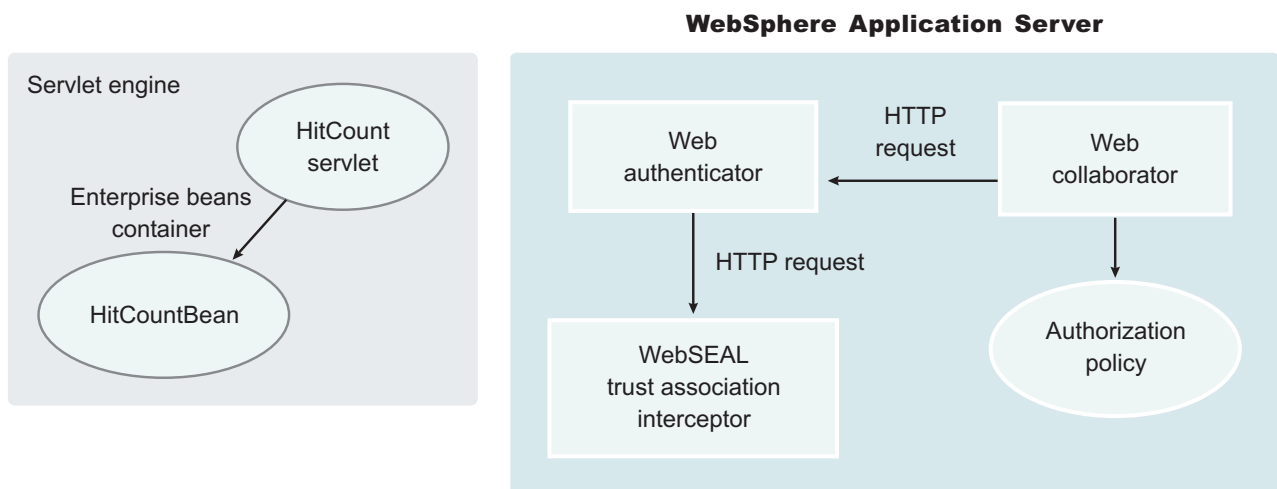 WebSphere Application Server
Servlet engine
HitCount
servlet
Enterprise beans
container
HitCountBean
Web
authenticator
HTTP
request
Web
collaborator
HTTP request
WebSEAL
trust association
interceptor
Authorization
policy